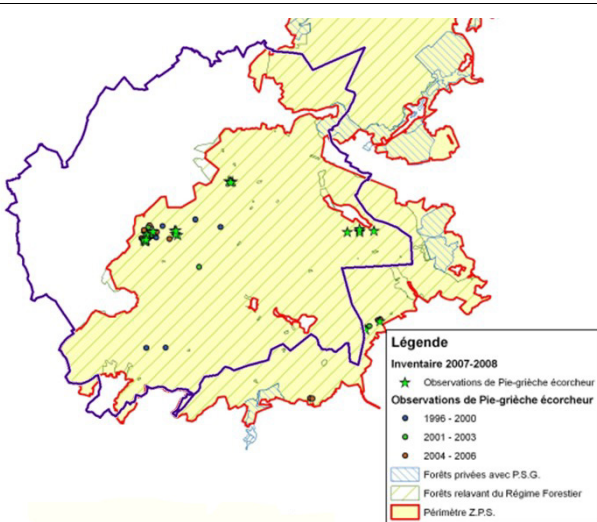 Légende
Inventaire 2007-2008
Observations de Pie-grièche écorcheur
Observations de Pie-grièche écorcheur
1996 - 2000
2001 - 2003
2004 - 2006
Forêts privées avec P.S.G.
Forêts relavant du Régime Forestier
Périmètre Z.P.S.